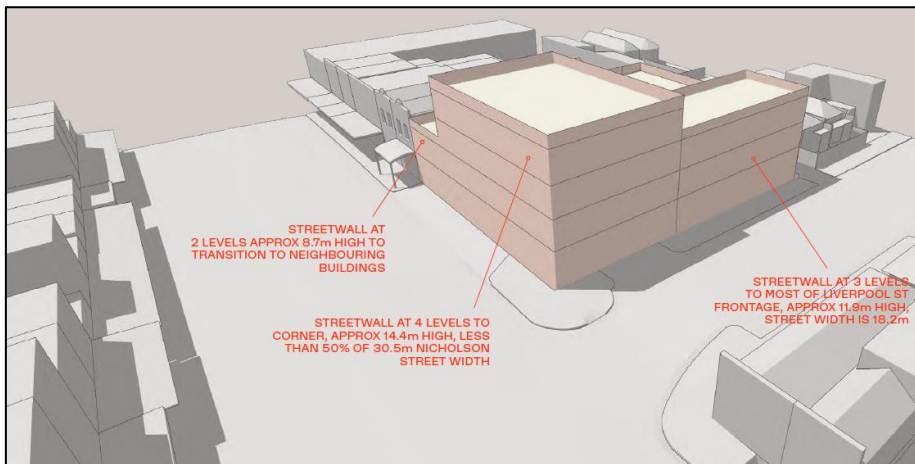 STREETWALL AT
2 LEVELS APPROX 8.7m HIGH TO
TRANSITION TO NEIGHBOURING
BUILDINGS
STREETWALL AT 4 LEVELS TO
CORNER, APPROX 14.4m HIGH, LESS
THAN 50% OF 30.5m NICHOLSON
STREET WIDTH
STREETWALL AT 3 LEVELS
TO MOST OF LIVERPOOL ST
FRONTAGE, APPROX 11.9m HIGH,
STREET WIDTH IS 18.2m